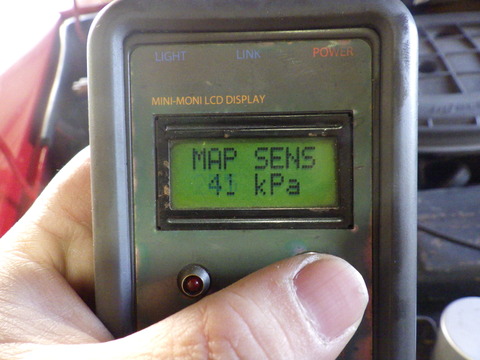 LIGHT LINK POWER
MINI-MONI LCD DISPLAY
MAP SENS
41 kPa